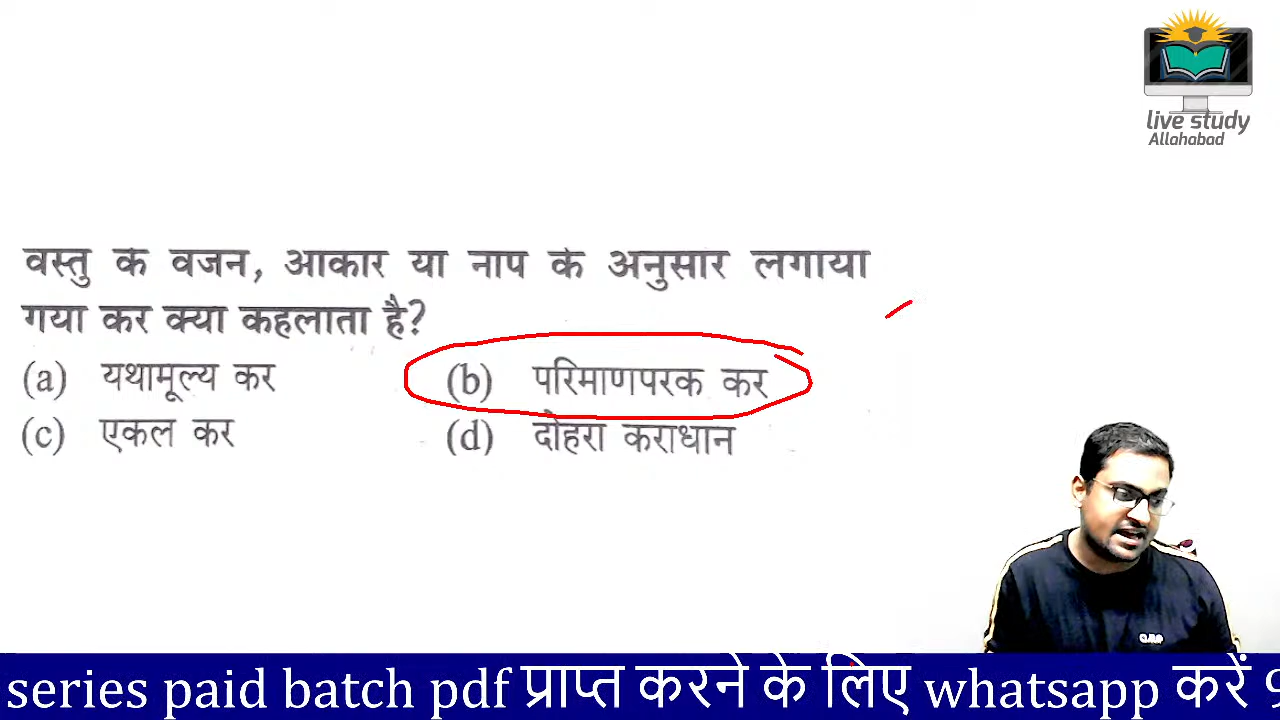 live study
Allahabad
वस्तु के वजन, आकार या नाप के अनुसार लगाया
गया कर क्या कहलाता है?
(a) यथामूल्य कर (b) परिमाणपरक कर
(c) एकल कर (d) दोहरा कराधान
series paid batch pdf प्राप्त करने के लिए whatsapp करें 9